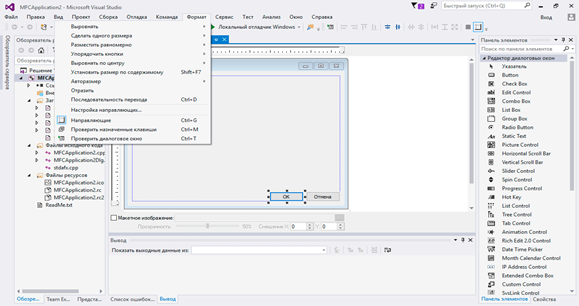 MFCApplication2 - Microsoft Visual Studio
Быстрый запуск (Ctrl+Q)
Файл
Вид
Проект
Сборка
Отладка
Команда
Формат
Сервис
Тест
Анализ
Окно
Справка
Вход
Локальный отладчик Windows
Обозреватель серверов
Решение
MFCApp
Файлы исходного кода
MFCApplication2.cpp
MFCApplication2Dlg.
stdafx.cpp
Файлы ресурсов
MFCApplication2.ico
MFCApplication2.rc
MFCApplication2.rc2
ReadMe.txt
Выровнять
Сделать одного размера
Разместить равномерно
Упорядочить кнопки
Выровнять по центру
Установить размер по содержимому Shift+F7
Авторазмер
Отразить
Последовательность перехода Ctrl+D
Настройка направляющих...
Направляющие Ctrl+G
Проверить назначенные клавиши Ctrl+M
Проверить диалоговое окно Ctrl+T
OK
Отмена
Макетное изображение:
Прозрачность:
50%
Смещение X:
0
Y:
0
Вывод
Показать выходные данные из:
Панель элементов
Поиск по панели элементов
Редактор диалоговых окон
Указатель
Button
Check Box
Edit Control
Combo Box
List Box
Group Box
Radio Button
Static Text
Picture Control
Horizontal Scroll Bar
Vertical Scroll Bar
Slider Control
Spin Control
Progress Control
Hot Key
List Control
Tree Control
Tab Control
Animation Control
Rich Edit 2.0 Control
Date Time Picker
Month Calendar Control
IP Address Control
Extended Combo Box
Custom Control
SysLink Control
Обозре...
Team Ex...
Предста...
Список ошибок...
Вывод
Панель элементов
Свойства